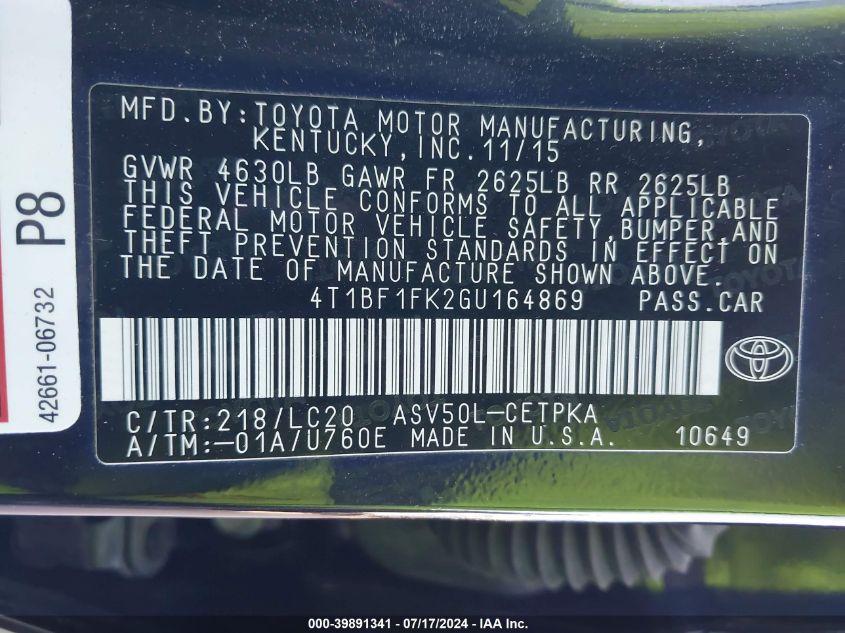 MFD.BY:TOYOTA MOTOR MANUFACTURING,
KENTUCKY,INC.11/15
GVWR 4630LB GAWR FR 2625LB RR 2625LB
THIS VEHICLE CONFORMS TO ALL APPLICABLE
FEDERAL MOTOR VEHICLE SAFETY,BUMPER,AND
THEFT PREVENTION STANDARDS IN EFFECT ON
THE DATE OF MANUFACTURE SHOWN ABOVE.
4T1BF1FK2GU164869 PASS.CAR
C/TR:218/LC20 ASV50L-CETPKA
A/TM:-01A/U760E MADE IN U.S.A. 10649
P8
42661-06732
000-39891341 - 07/17/2024 - IAA Inc.